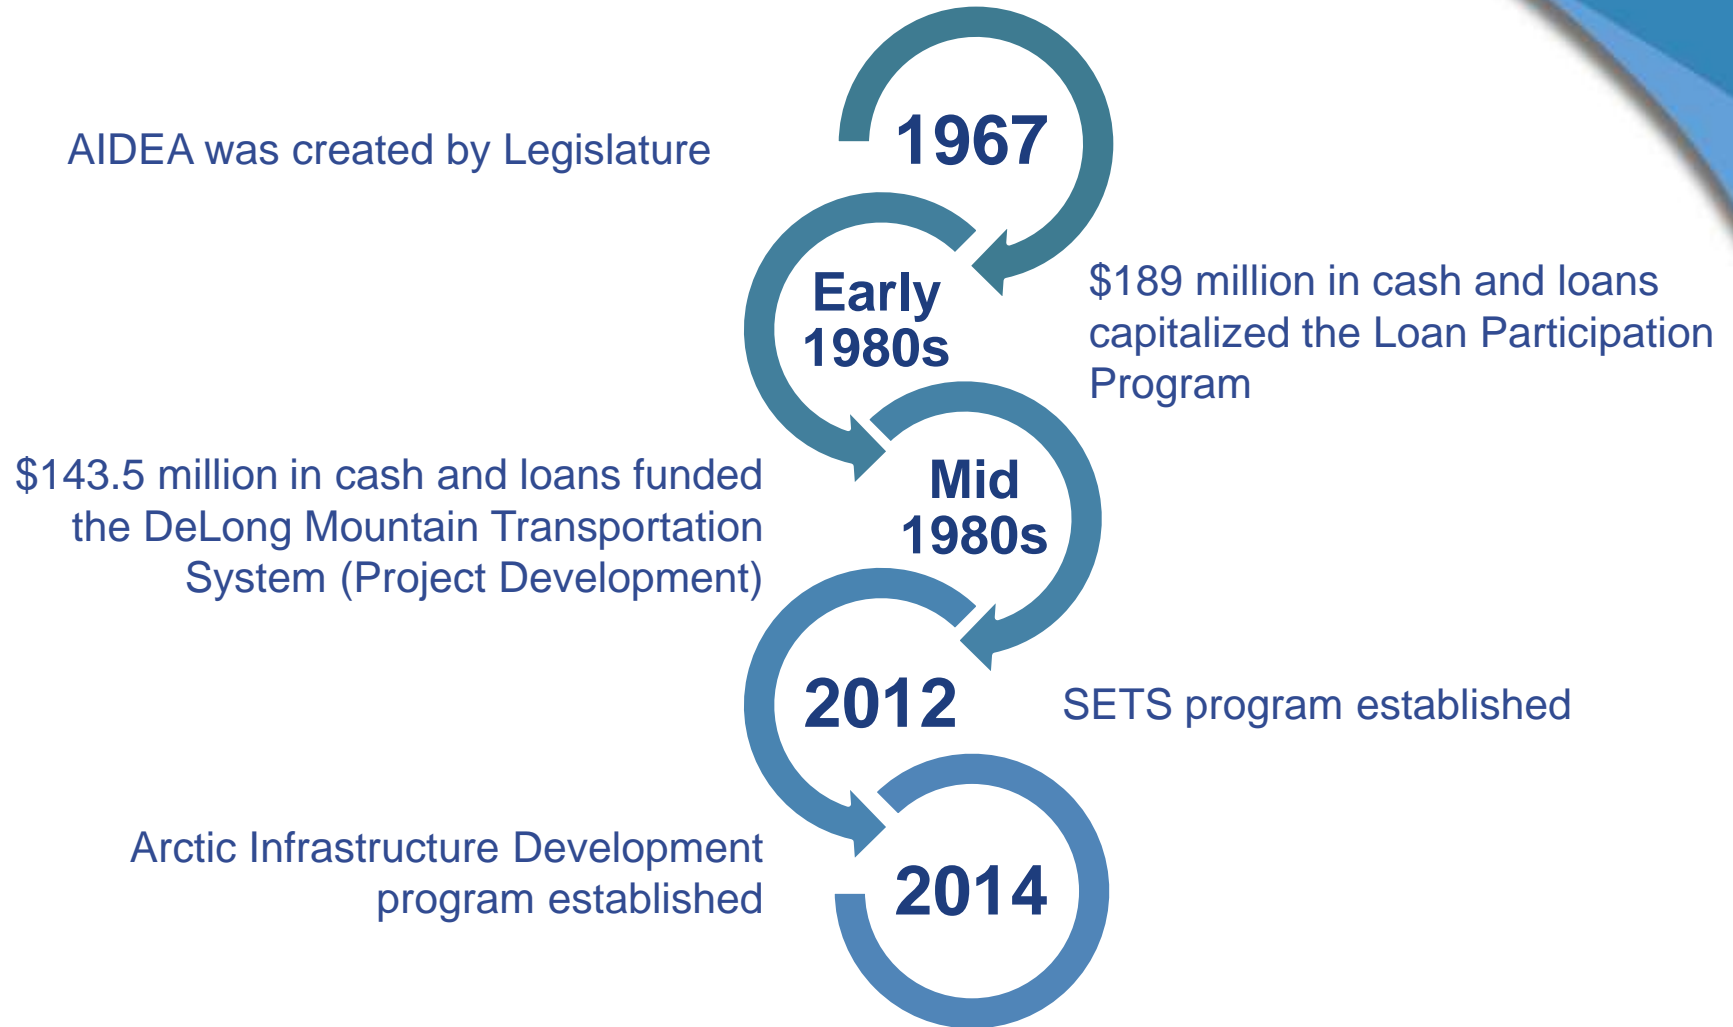 AIDEA was created by Legislature
1967
Early
1980s
$189 million in cash and loans
capitalized the Loan Participation
Program
$143.5 million in cash and loans funded
the DeLong Mountain Transportation
System (Project Development)
Mid
1980s
2012
SETS program established
Arctic Infrastructure Development
program established
2014